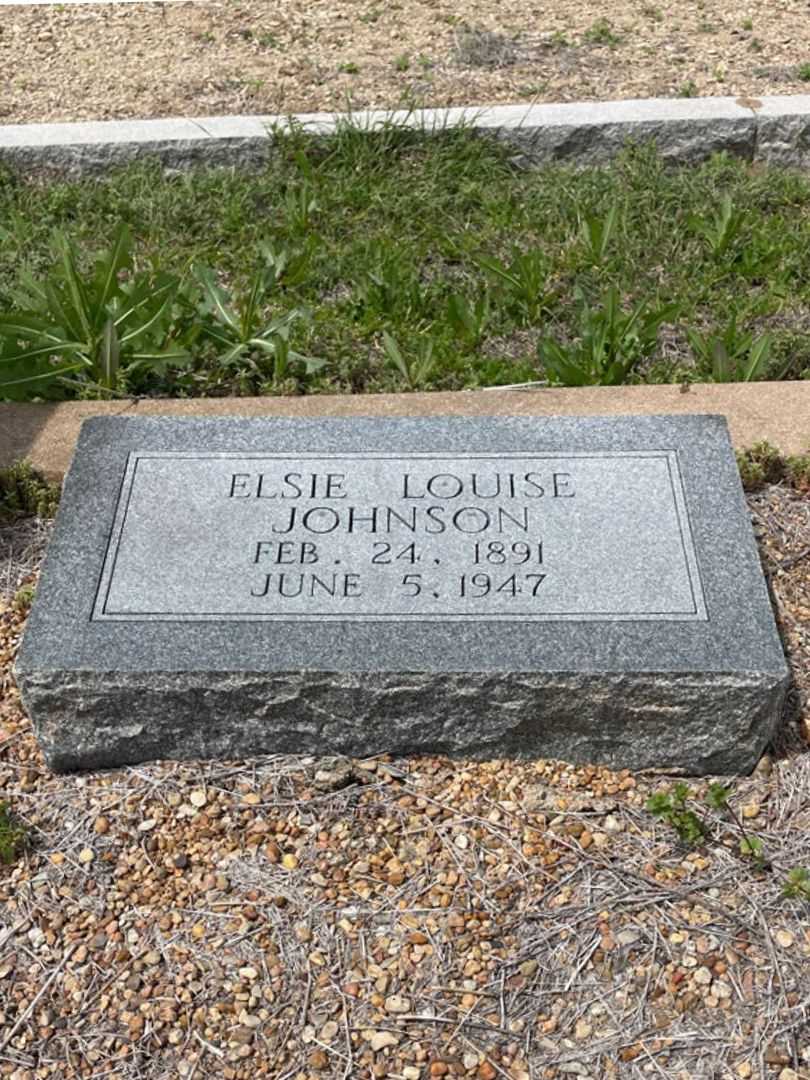 ELSIE LOUISE
JOHNSON
FEB. 24, 1891
JUNE 5, 1947